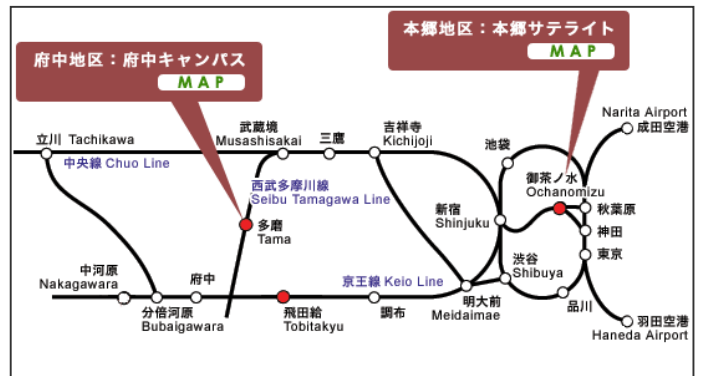 本郷地区：本郷サテライト
MAP
府中地区：府中キャンパス
MAP
Narita Airport
成田空港
立川 Tachikawa
中央線 Chuo Line
武蔵境
Musashisakai
三鷹
吉祥寺
Kichijoji
池袋
御茶ノ水
Ochanomizu
秋葉原
神田
東京
西武多摩川線
Seibu Tamagawa Line
多磨
Tama
新宿
Shinjuku
渋谷
Shibuya
中河原
Nakagawara
府中
京王線 Keio Line
分倍河原
Bubaigawara
飛田給
Tobitakyu
調布
明大前
Meidaimae
品川
羽田空港
Haneda Airport